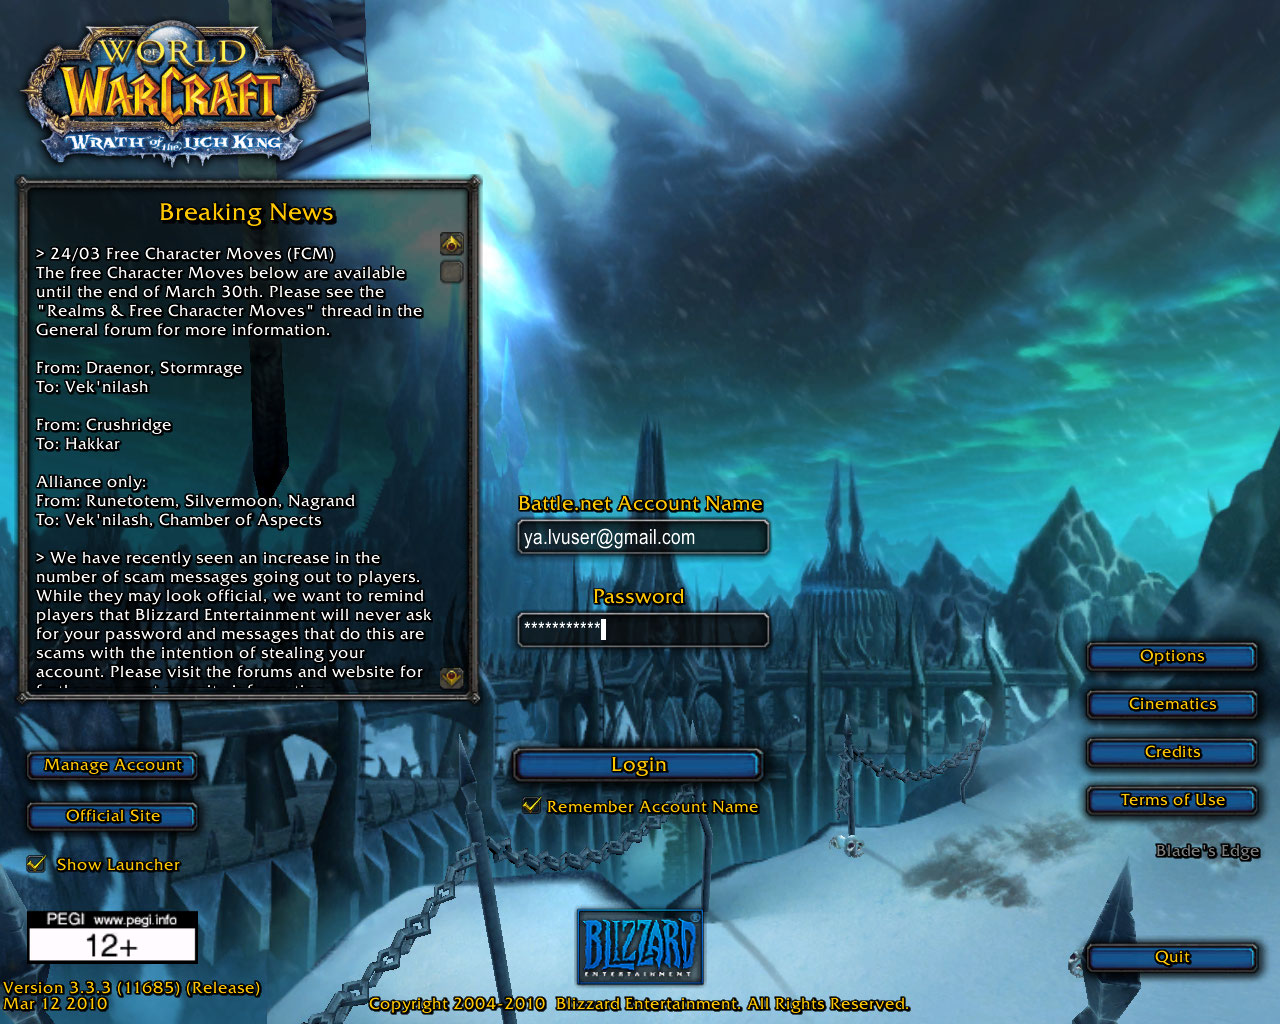 WORLD OF WARCRAFT
WRATH of the LICH KING
Breaking News
> 24/03 Free Character Moves (FCM)
The free Character Moves below are available
until the end of March 30th. Please see the
"Realms & Free Character Moves" thread in the
General forum for more information.
From: Draenor, Stormrage
To: Vek'nilash
From: Crushridge
To: Hakkar
Alliance only:
From: Runetotem, Silvermoon, Nagrand
To: Vek'nilash, Chamber of Aspects
> We have recently seen an increase in the
number of scam messages going out to players.
While they may look official, we want to remind
players that Blizzard Entertainment will never ask
for your password and messages that do this are
scams with the intention of stealing your
account. Please visit the forums and website for
Battle.net Account Name
ya.lvuser@gmail.com
Password
***********
Login
Remember Account Name
Manage Account
Official Site
Show Launcher
PEGI www.pegi.info
12+
Version 3.3.3 (11685) (Release)
Mar 12 2010
Options
Cinematics
Credits
Terms of Use
Blade's Edge
Quit
BLIZZARD®
ENTERTAINMENT
Copyright 2004-2010 Blizzard Entertainment. All Rights Reserved.